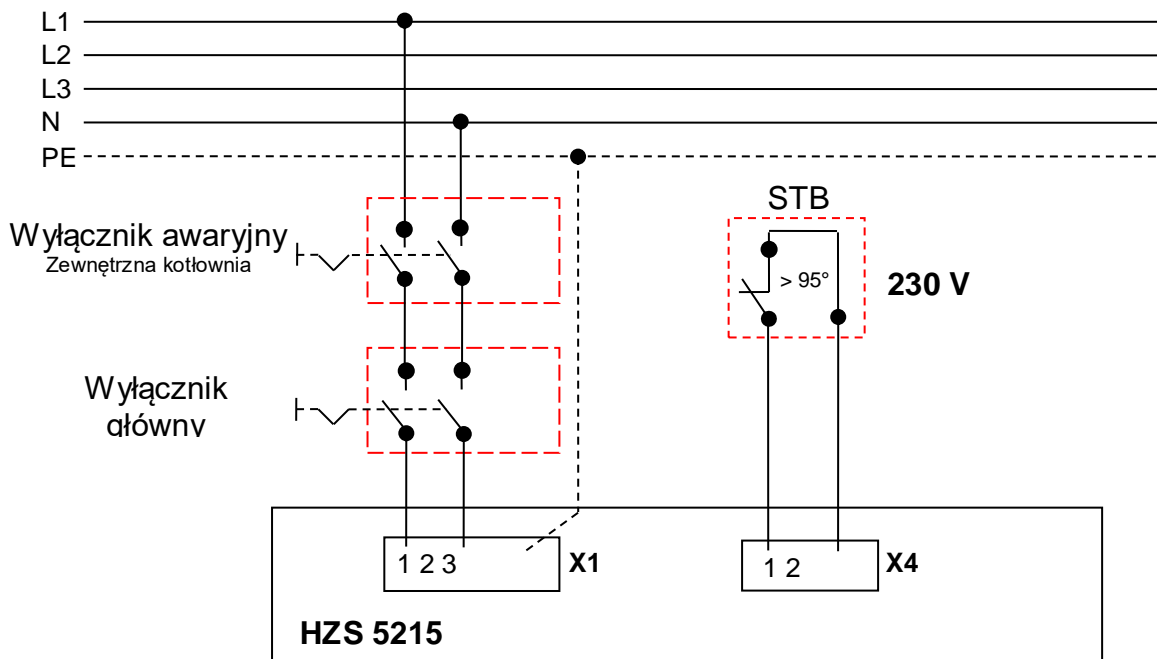 L1
L2
L3
N
PE
STB
Wyłącznik awaryjny
Zewnętrzna kotłownia
> 95°
230 V
Wyłącznik
główny
1 2 3
X1
1 2
X4
HZS 5215